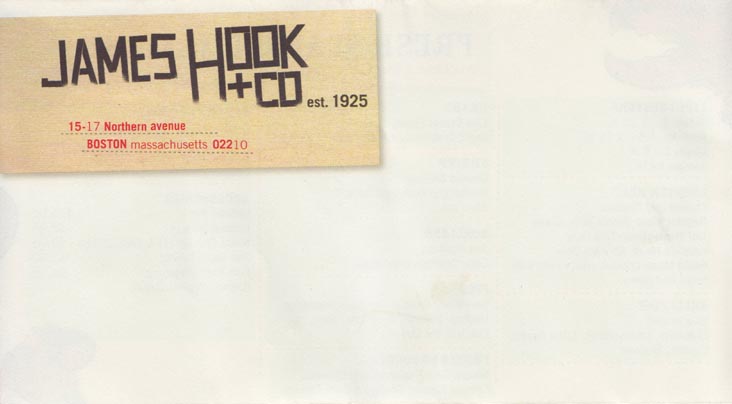 JAMES HOOK
+CO est. 1925
15-17 Northern avenue
BOSTON massachusetts 02210